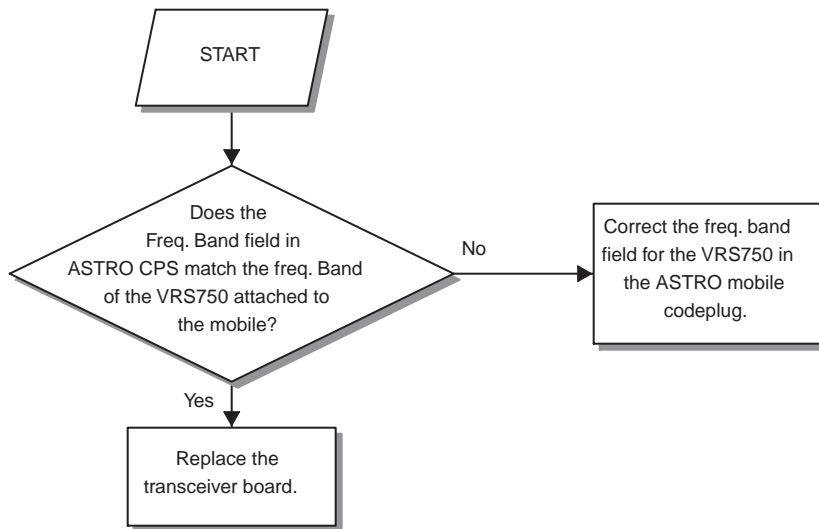 START
Does the
Freq. Band field in
ASTRO CPS match the freq. Band
of the VRS750 attached to
the mobile?
No
Correct the freq. band
field for the VRS750 in
the ASTRO mobile
codeplug.
Yes
Replace the
transceiver board.